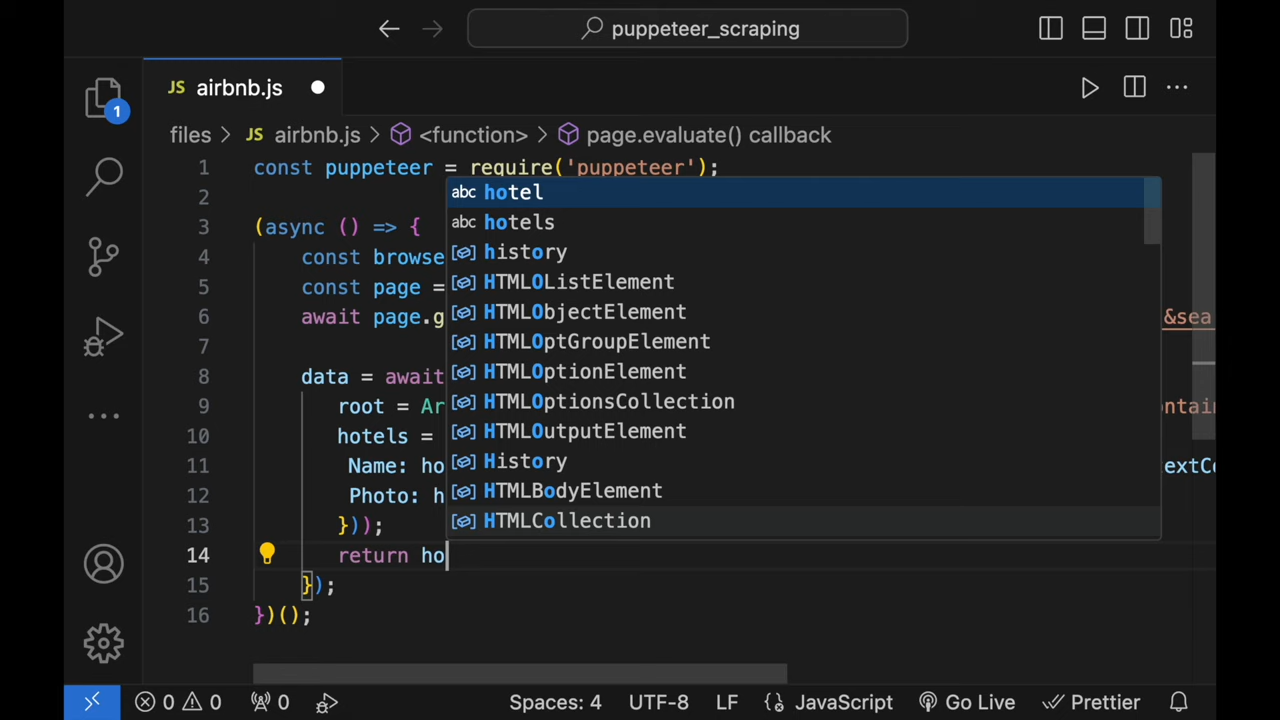 puppeteer_scraping
1
JS airbnb.js
files > JS airbnb.js > <function> > page.evaluate() callback
1 const puppeteer = require('puppeteer');
2
3 (async () => {
4 const browse
5 const page =
6 await page.g &sea
7
8 data = await
9 root = Ar ontain
10 hotels =
11 Name: ho extCo
12 Photo: h
13 }));
14 return ho
15 });
16 })();
abc hotel
abc hotels
history
HTMLOListElement
HTMLObjectElement
HTMLOptGroupElement
HTMLOptionElement
HTMLOptionsCollection
HTMLOutputElement
History
HTMLBodyElement
HTMLCollection
0 0 0 Spaces: 4 UTF-8 LF {} JavaScript Go Live Prettier